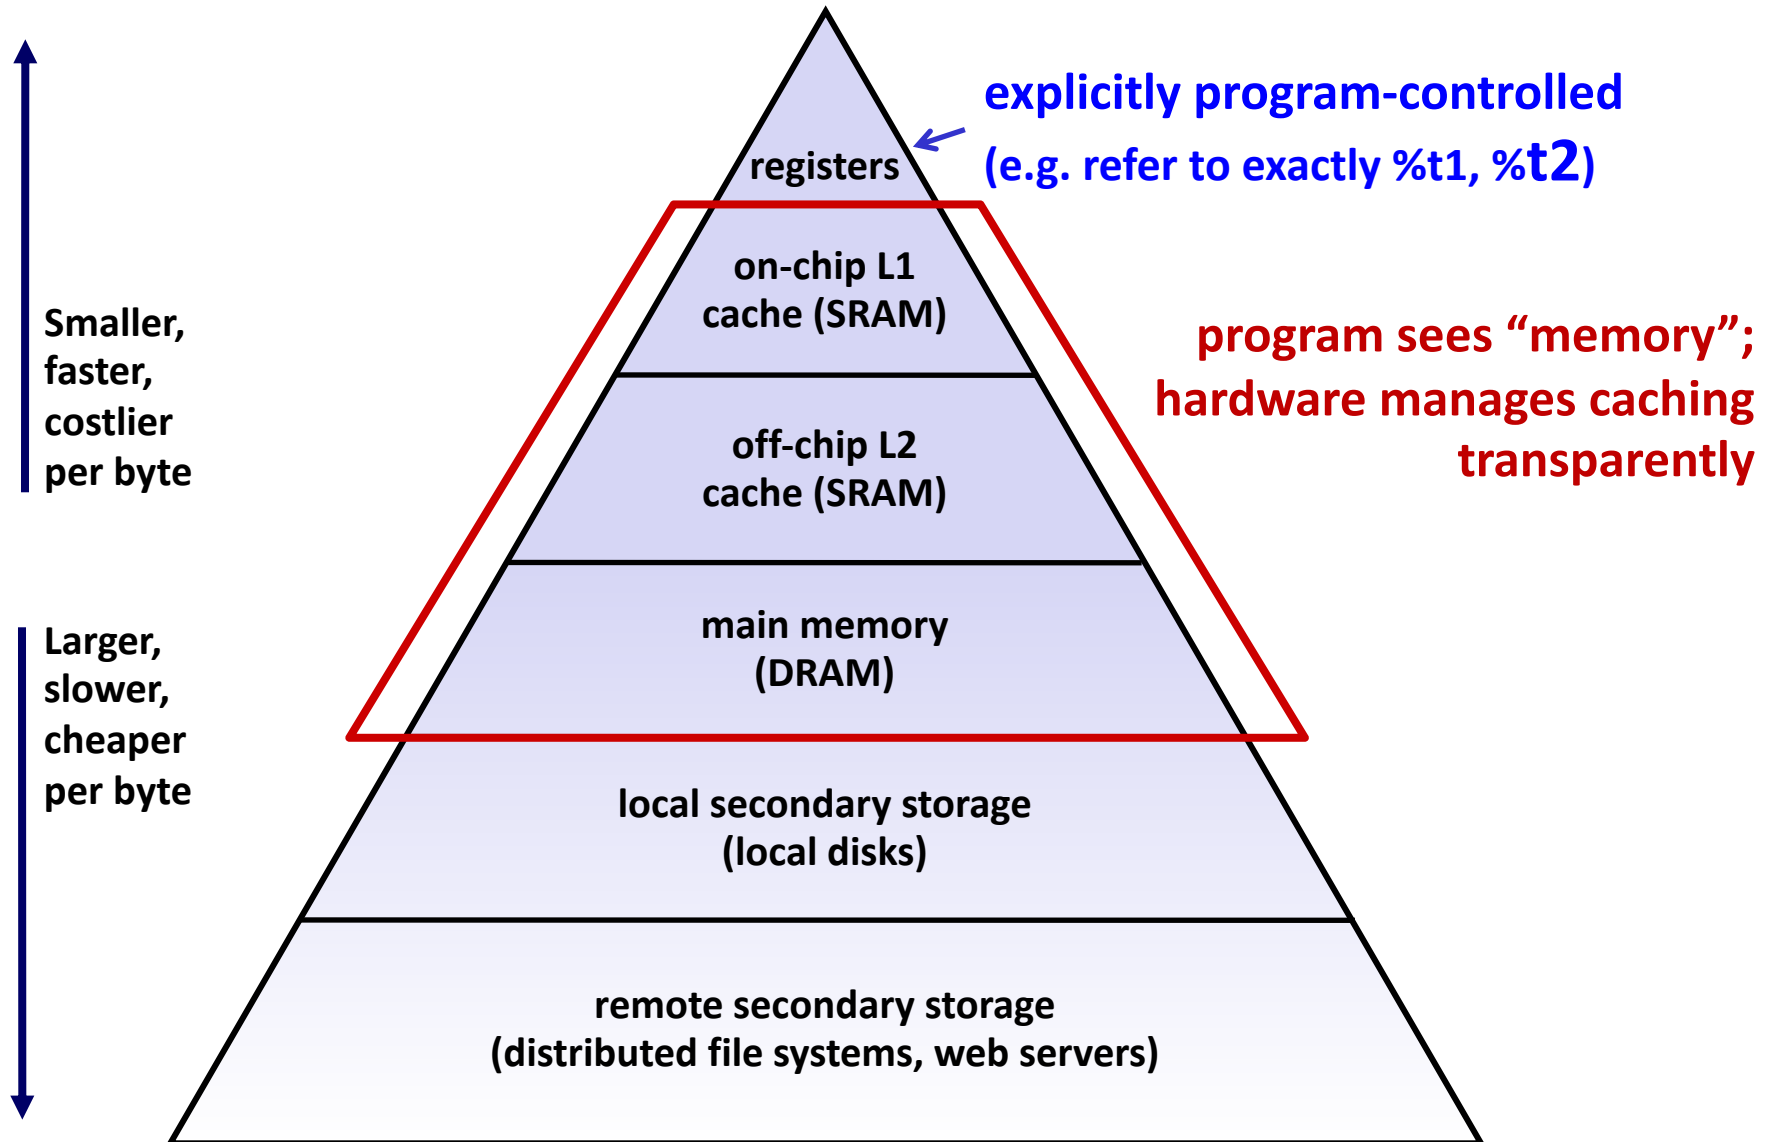 explicitly program-controlled
(e.g. refer to exactly %t1, %t2)
registers
on-chip L1
cache (SRAM)
Smaller,
faster,
costlier
per byte
program sees “memory”;
hardware manages caching
transparently
off-chip L2
cache (SRAM)
main memory
(DRAM)
Larger,
slower,
cheaper
per byte
local secondary storage
(local disks)
remote secondary storage
(distributed file systems, web servers)